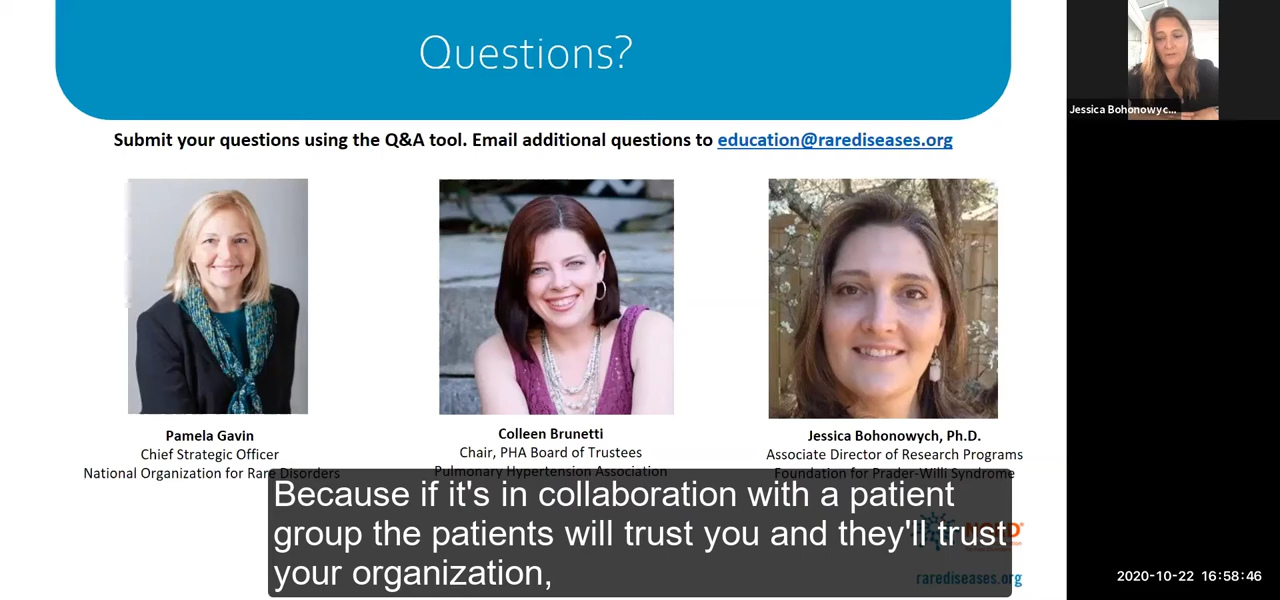 Questions?
Submit your questions using the Q&A tool. Email additional questions to education@rarediseases.org
Jessica Bohonowyc...
Pamela Gavin
Chief Strategic Officer
National Organization for Rare Disorders
Colleen Brunetti
Chair, PHA Board of Trustees
Pulmonary Hypertension Association
Jessica Bohonowych, Ph.D.
Associate Director of Research Programs
Foundation for Prader-Willi Syndrome
Because if it's in collaboration with a patient
group the patients will trust you and they'll trust
your organization,
rarediseases.org
2020-10-22 16:58:46